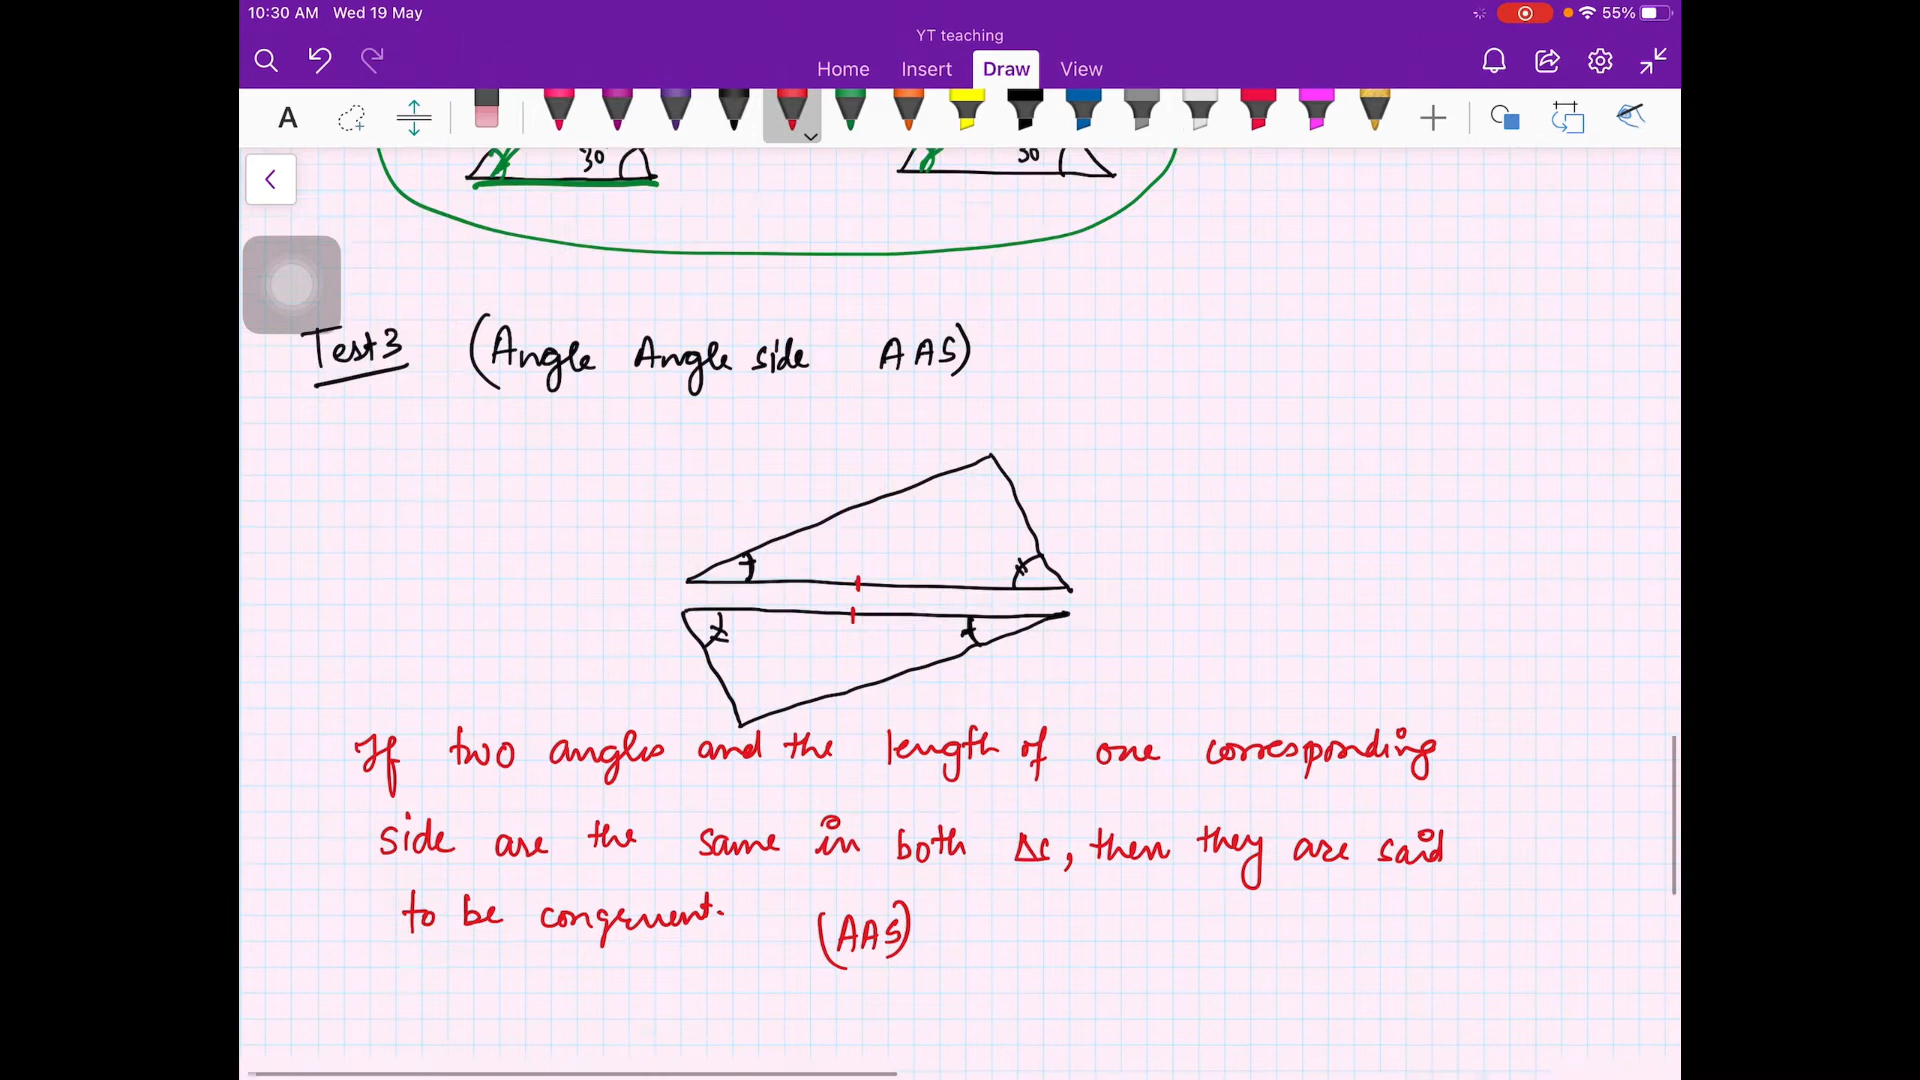 10:30 AM Wed 19 May 55%
YT teaching
Home Insert Draw View
A
30 30
Test 3 (Angle Angle side AAS)
If two angles and the length of one corresponding
side are the same in both Δs, then they are said
to be congruent. (AAS)